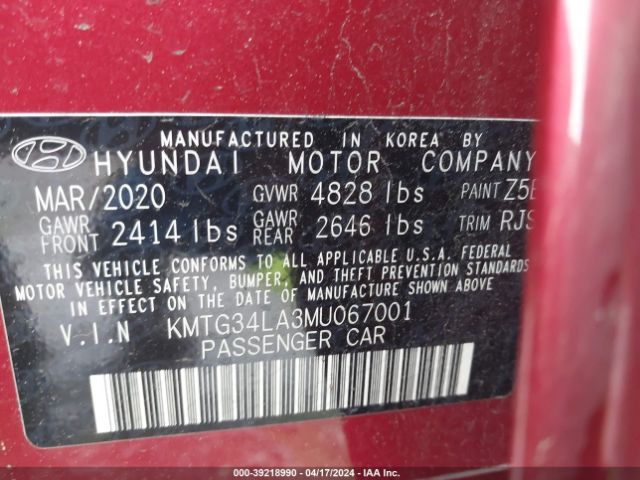 MANUFACTURED IN KOREA BY
HYUNDAI MOTOR COMPANY
MAR/2020 GVWR 4828 lbs PAINT
GAWR FRONT 2414 lbs GAWR REAR 2646 lbs TRIM
THIS VEHICLE CONFORMS TO ALL APPLICABLE U.S.A. FEDERAL
MOTOR VEHICLE SAFETY, BUMPER, AND THEFT PREVENTION STANDARDS
IN EFFECT ON THE DATE OF MANUFACTURE SHOWN ABOVE
V.I.N KMTG34LA3MU067001
PASSENGER CAR
000-39218990 - 04/17/2024 - IAA Inc.